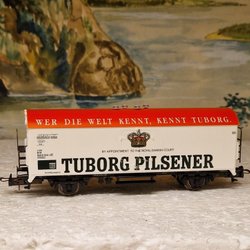 WER DIE WELT KENNT, KENNT TUBORG.
BY APPOINTMENT TO THE ROYAL DANISH COURT
TUBORG PILSENER